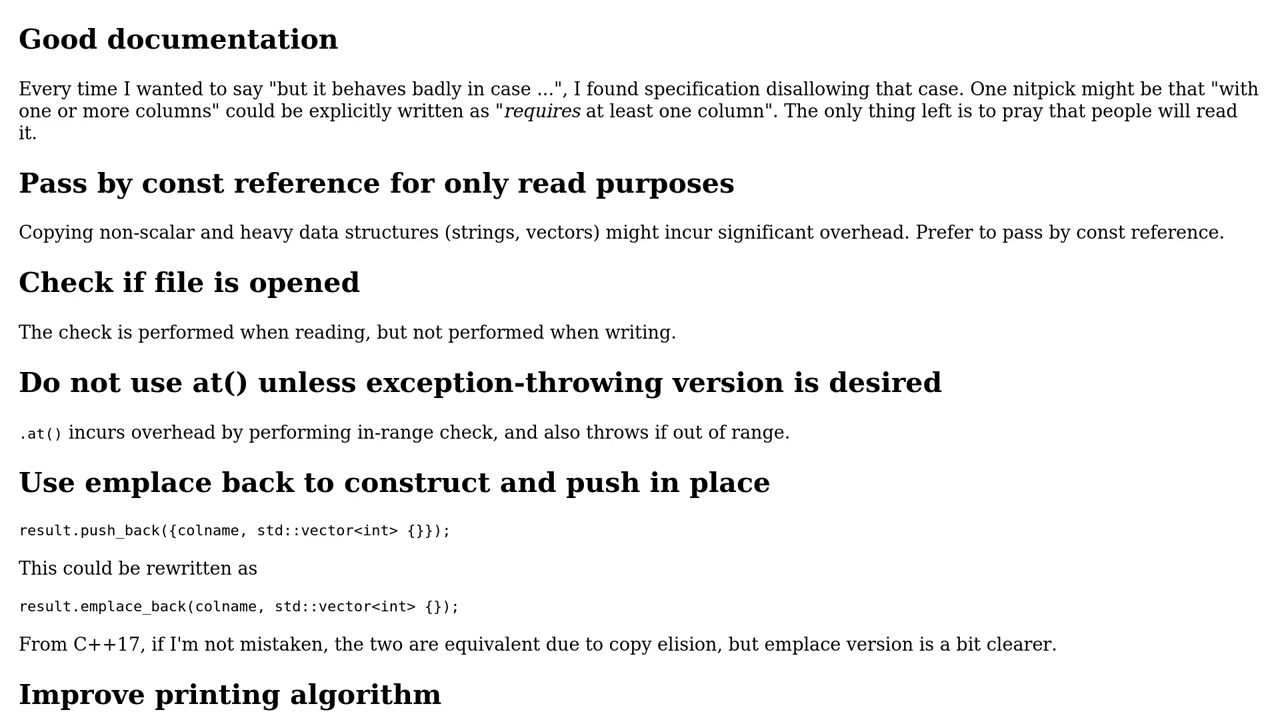 Good documentation
Every time I wanted to say "but it behaves badly in case ...", I found specification disallowing that case. One nitpick might be that "with
one or more columns" could be explicitly written as "requires at least one column". The only thing left is to pray that people will read
it.
Pass by const reference for only read purposes
Copying non-scalar and heavy data structures (strings, vectors) might incur significant overhead. Prefer to pass by const reference.
Check if file is opened
The check is performed when reading, but not performed when writing.
Do not use at() unless exception-throwing version is desired
.at() incurs overhead by performing in-range check, and also throws if out of range.
Use emplace back to construct and push in place
result.push_back({colname, std::vector<int> {}});
This could be rewritten as
result.emplace_back(colname, std::vector<int> {});
From C++17, if I'm not mistaken, the two are equivalent due to copy elision, but emplace version is a bit clearer.
Improve printing algorithm